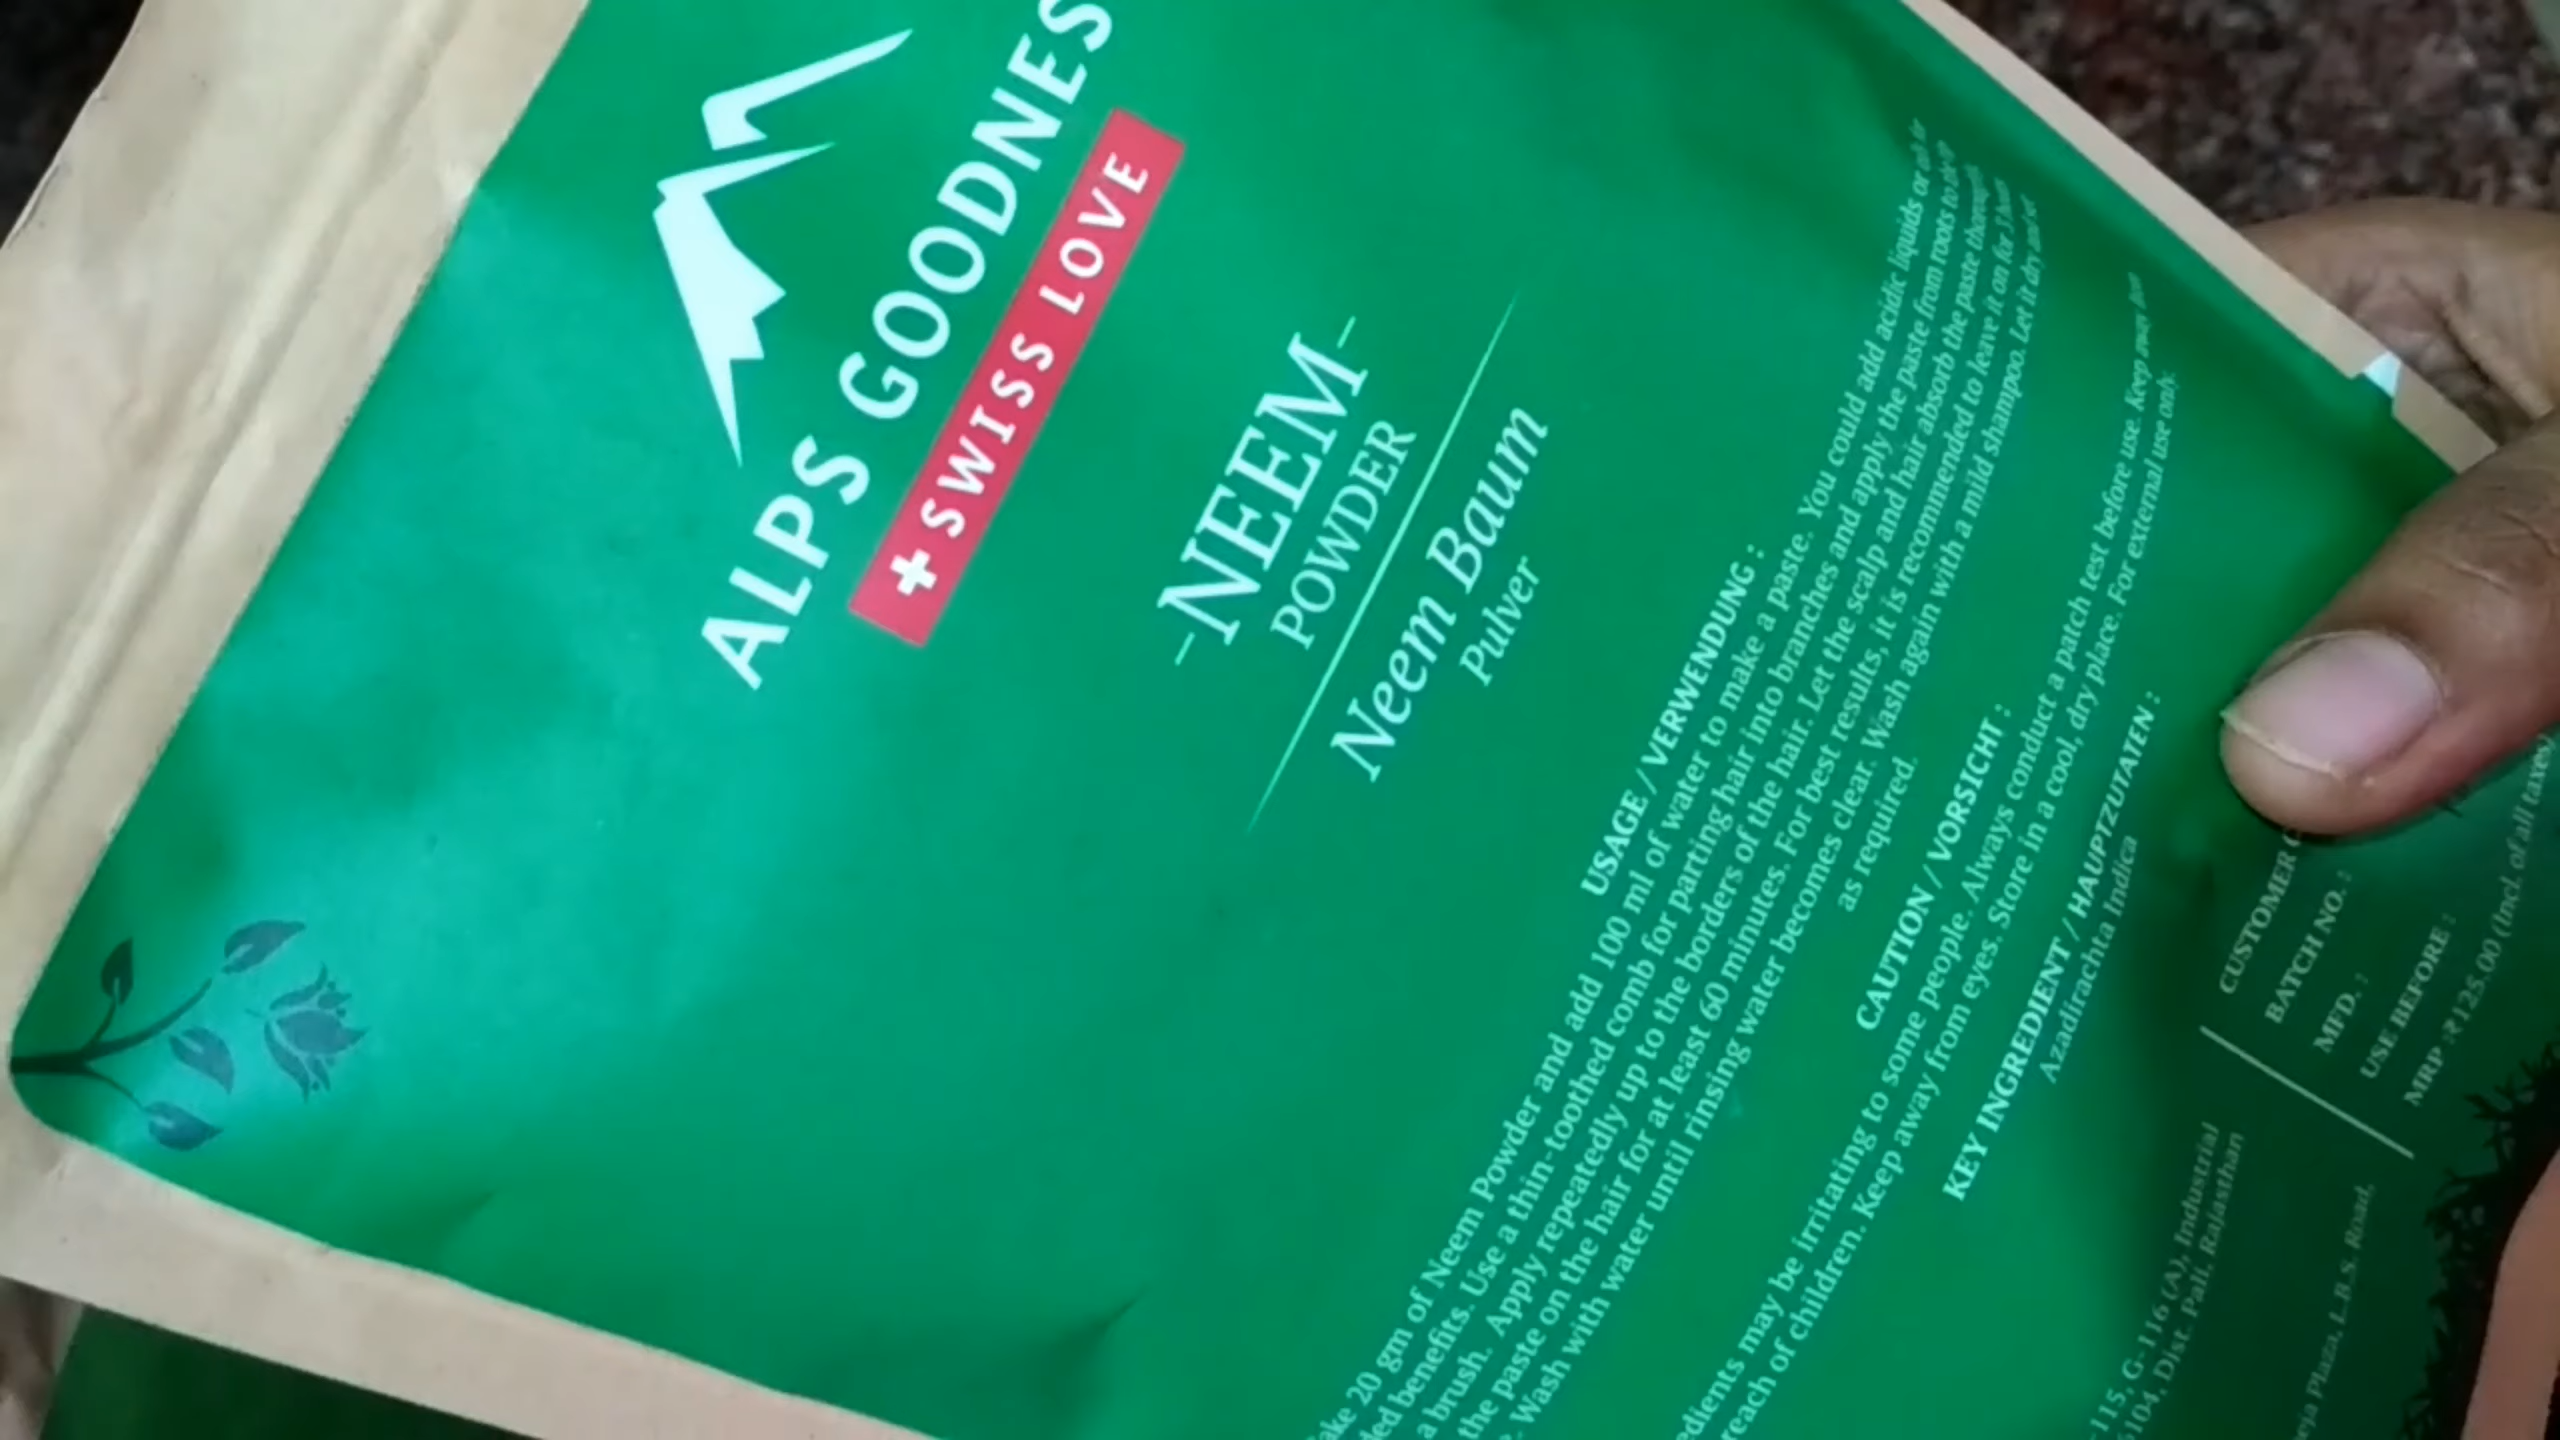 ALPS GOODNES
SWISS LOVE
-NEEM-
POWDER
Neem Baum
Pulver
USAGE / VERWENDUNG :
20 gm of Neem Powder and add 100 ml of water to make a paste. You could add acidic liquids or
benefits. Use a thin-toothed comb for parting hair into branches and apply the paste from roots to
a brush. Apply repeatedly up to the borders of the hair. Let the scalp and hair absorb the paste
the paste on the hair for at least 60 minutes. For best results, it is recommended to leave it on for
Wash with water until rinsing water becomes clear. Wash again with a mild shampoo. Let it dry
as required.
CAUTION / VORSICHT :
may be irritating to some people. Always conduct a patch test before use. Keep away
reach of children. Keep away from eyes. Store in a cool, dry place. For external use only.
KEY INGREDIENT / HAUPTZUTATEN :
Azadirachta Indica
115, G-116 (A), Industrial
Dist. Pali, Rajasthan
Plaza, L.B.S. Road,
CUSTOMER
BATCH NO. :
MFD. :
USE BEFORE :
MRP : ₹125.00 (Incl. of all taxes)